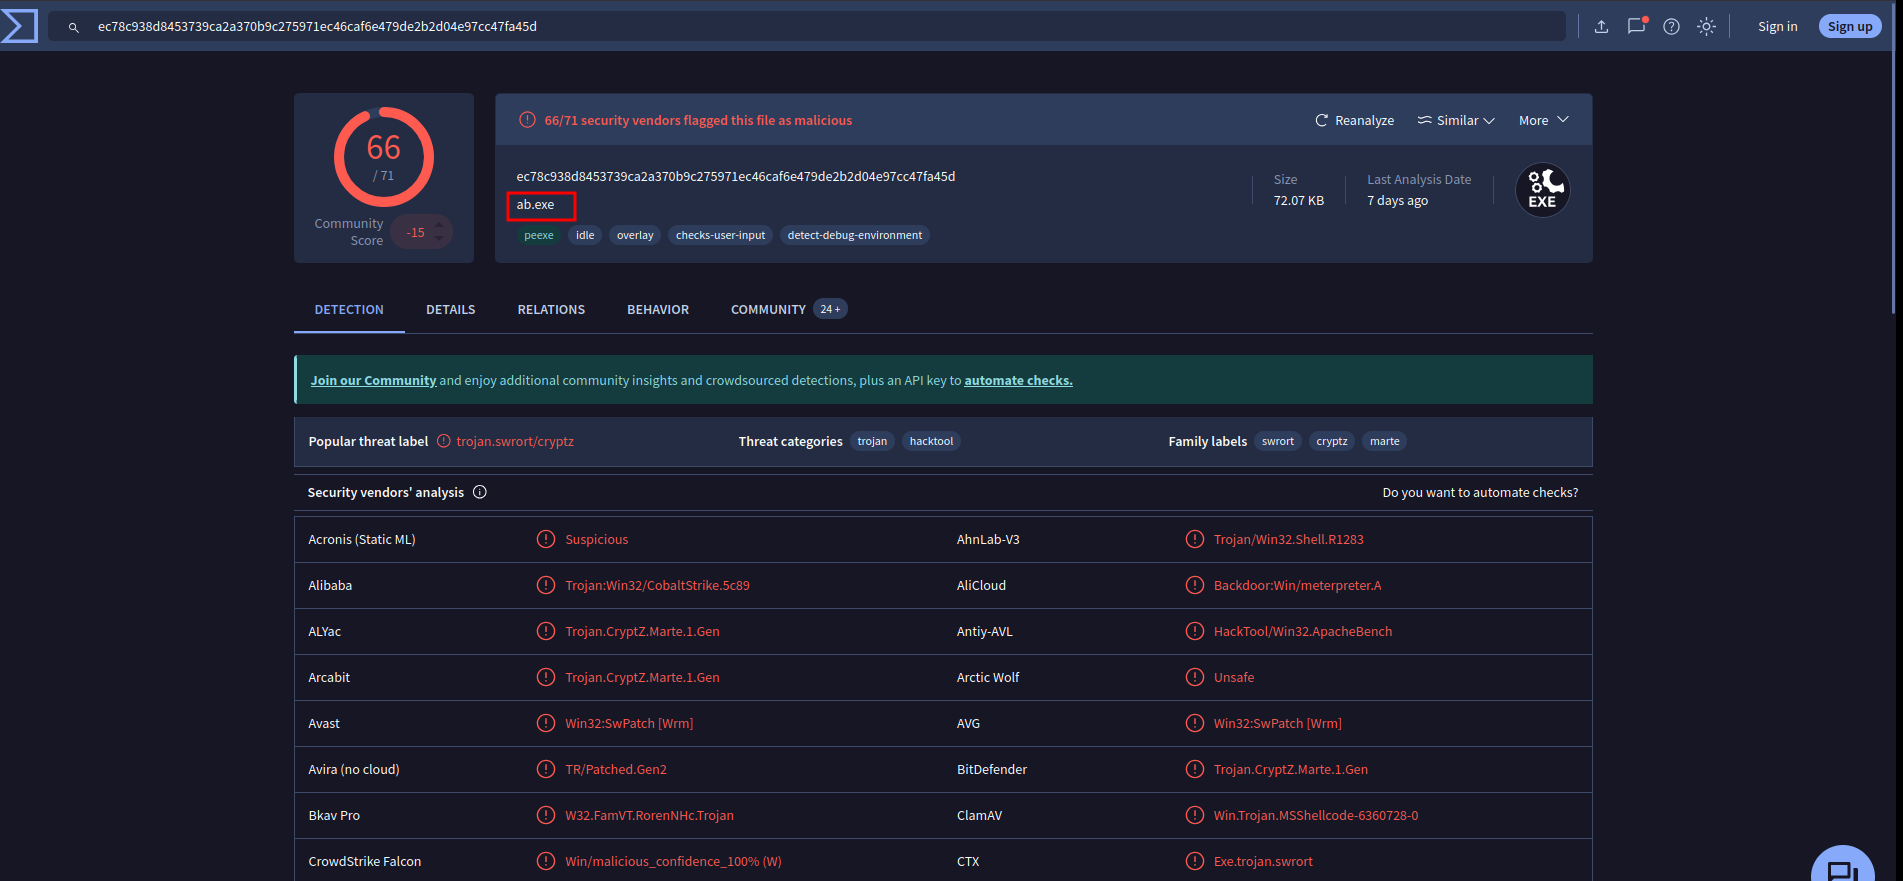 ec78c938d8453739ca2a370b9c275971ec46caf6e479de2b2d04e97cc47fa45d
Sign in
Sign up
66
/ 71
Community Score
-15
66/71 security vendors flagged this file as malicious
Reanalyze
Similar
More
ec78c938d8453739ca2a370b9c275971ec46caf6e479de2b2d04e97cc47fa45d
ab.exe
peexe idle overlay checks-user-input detect-debug-environment
Size
72.07 KB
Last Analysis Date
7 days ago
EXE
DETECTION DETAILS RELATIONS BEHAVIOR COMMUNITY 24 +
Join our Community and enjoy additional community insights and crowdsourced detections, plus an API key to automate checks.
Popular threat label trojan.swrort/cryptz Threat categories trojan hacktool Family labels swrort cryptz marte
Security vendors' analysis Do you want to automate checks?
Acronis (Static ML) Suspicious AhnLab-V3 Trojan/Win32.Shell.R1283
Alibaba Trojan:Win32/CobaltStrike.5c89 AliCloud Backdoor:Win/meterpreter.A
ALYac Trojan.CryptZ.Marte.1.Gen Antiy-AVL HackTool/Win32.ApacheBench
Arcabit Trojan.CryptZ.Marte.1.Gen Arctic Wolf Unsafe
Avast Win32:SwPatch [Wrm] AVG Win32:SwPatch [Wrm]
Avira (no cloud) TR/Patched.Gen2 BitDefender Trojan.CryptZ.Marte.1.Gen
Bkav Pro W32.FamVT.RorenNHc.Trojan ClamAV Win.Trojan.MSShellcode-6360728-0
CrowdStrike Falcon Win/malicious_confidence_100% (W) CTX Exe.trojan.swrort